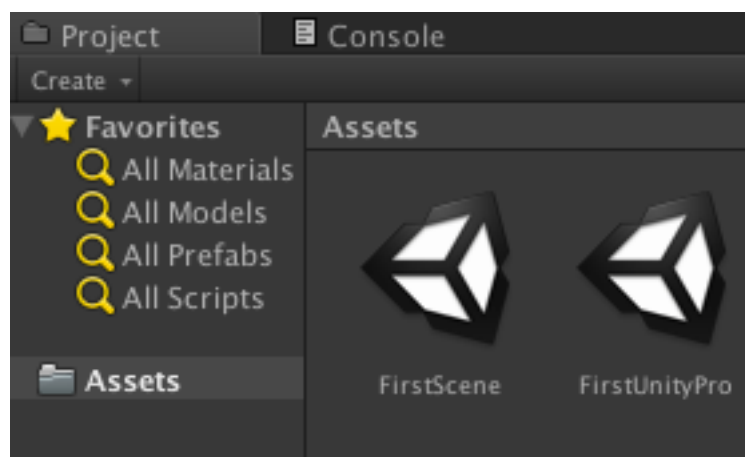 Project
Console
Create
Favorites
All Materials
All Models
All Prefabs
All Scripts
Assets
Assets
FirstScene
FirstUnityPro